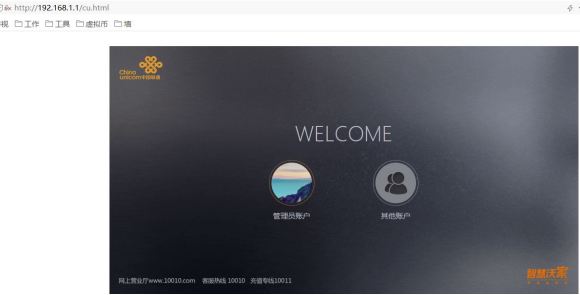 http://192.168.1.1/cu.html
视 工作 工具 虚拟币 墙
China
unicom中国联通
WELCOME
管理员账户 其他账户
网上营业厅www.10010.com 客服热线 10010 充值专线10011
智慧沃家